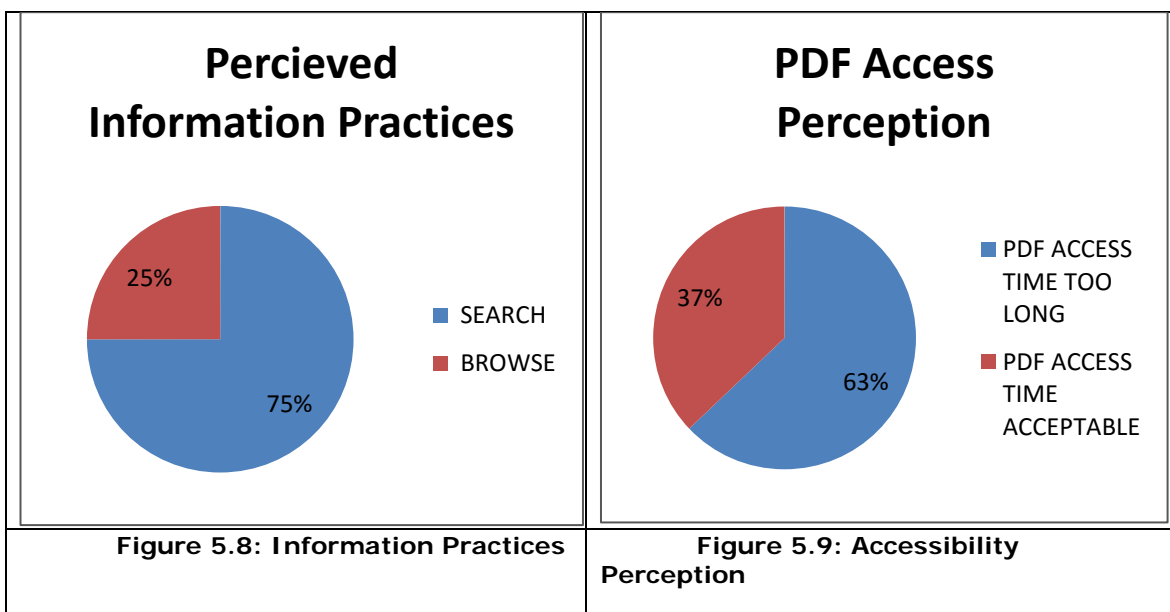 Percieved
Information Practices
25%
75%
SEARCH
BROWSE
Figure 5.8: Information Practices
PDF Access
Perception
37%
63%
PDF ACCESS
TIME TOO
LONG
PDF ACCESS
TIME
ACCEPTABLE
Figure 5.9: Accessibility
Perception